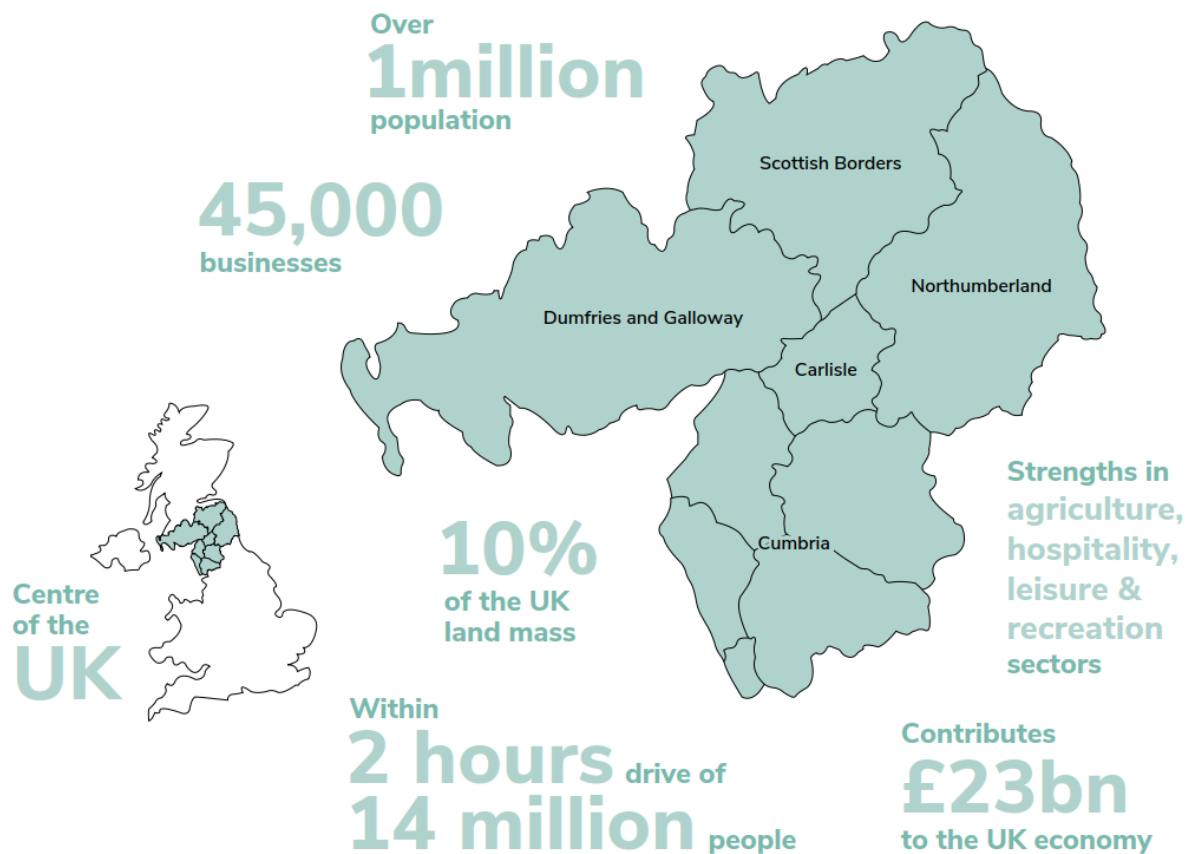 Over
1million
population
45,000
businesses
Scottish Borders
Northumberland
Dumfries and Galloway
Carlisle
Cumbria
Centre
of the
UK
10%
of the UK
land mass
Strengths in
agriculture,
hospitality,
leisure &
recreation
sectors
Within
2 hours drive of
14 million people
Contributes
£23bn
to the UK economy